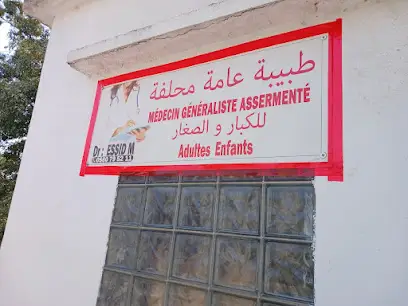 طبيبة عامة محلفة
MÉDECIN GÉNÉRALISTE ASSERMENTÉ
للكبار و الصغار
Adultes Enfants
Dr : ESSID M